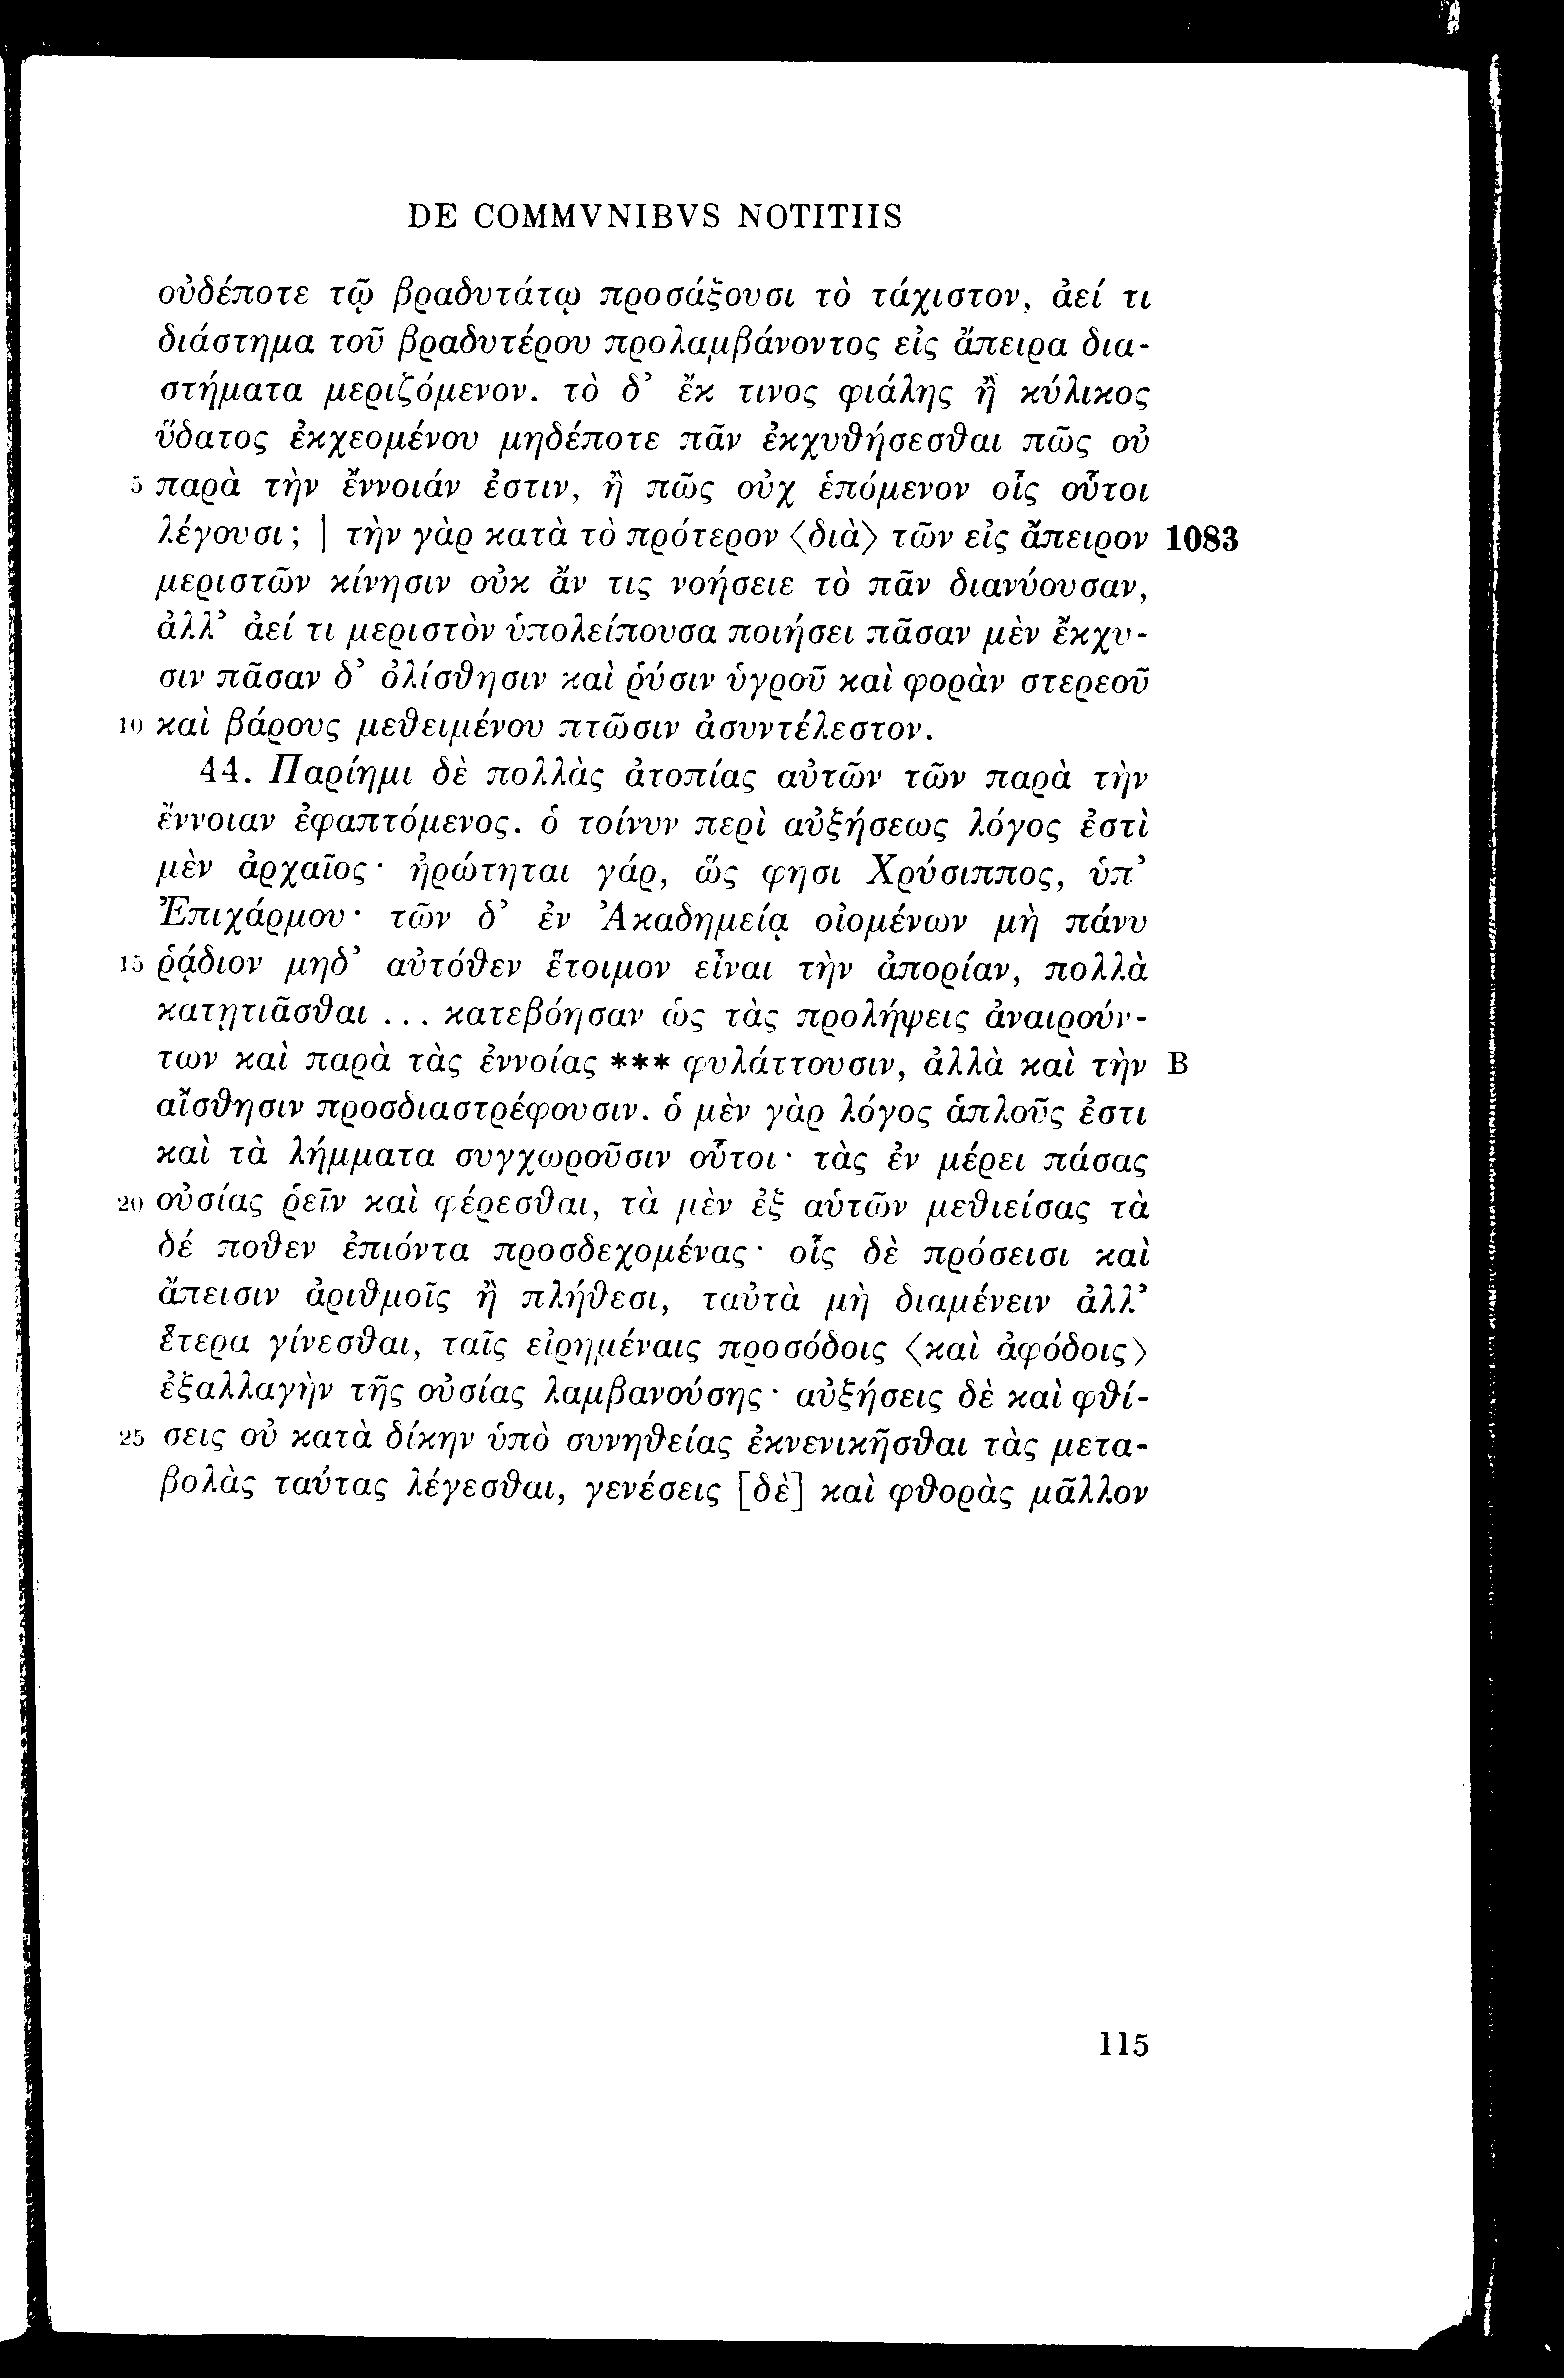 DE COMMVNIBVS NOTITIIS
οὐδέποτε τῷ βραδυτάτῳ προσάξουσι τὸ τάχιστον, ἀεί τι
διάστημα τοῦ βραδυτέρου προλαμβάνοντος εἰς ἄπειρα δια-
στήματα μεριζόμενον. τὸ δ’ ἔκ τινος φιάλης ἢ κύλικος
ὕδατος ἐκχεομένου μηδέποτε πᾶν ἐκχυθήσεσθαι πῶς οὐ
5 παρὰ τὴν ἔννοιάν ἐστιν, ἢ πῶς οὐχ ἑπόμενον οἷς οὗτοι
λέγουσι; | τὴν γὰρ κατὰ τὸ πρότερον ⟨διὰ⟩ τῶν εἰς ἄπειρον 1083
μεριστῶν κίνησιν οὐκ ἄν τις νοήσειε τὸ πᾶν διανύουσαν,
ἀλλ’ ἀεί τι μεριστὸν ὑπολείπουσα ποιήσει πᾶσαν μὲν ἔκχυ-
σιν πᾶσαν δ’ ὀλίσθησιν καὶ ῥύσιν ὑγροῦ καὶ φορὰν στερεοῦ
10 καὶ βάρους μεθειμένου πτῶσιν ἀσυντέλεστον.
44. Παρίημι δὲ πολλὰς ἀτοπίας αὐτῶν τῶν παρὰ τὴν
ἔννοιαν ἐφαπτόμενος. ὁ τοίνυν περὶ αὐξήσεως λόγος ἐστὶ
μὲν ἀρχαῖος· ἠρώτηται γάρ, ὥς φησι Χρύσιππος, ὑπ’
Ἐπιχάρμου· τῶν δ’ ἐν Ἀκαδημείᾳ οἰομένων μὴ πάνυ
15 ῥᾴδιον μηδ’ αὐτόθεν ἕτοιμον εἶναι τὴν ἀπορίαν, πολλὰ
κατῃτιᾶσθαι ... κατεβόησαν ὡς τὰς προλήψεις ἀναιρούν-
των καὶ παρὰ τὰς ἐννοίας *** φυλάττουσιν, ἀλλὰ καὶ τὴν B
αἴσθησιν προσδιαστρέφουσιν. ὁ μὲν γὰρ λόγος ἁπλοῦς ἐστι
καὶ τὰ λήμματα συγχωροῦσιν οὗτοι· τὰς ἐν μέρει πάσας
20 οὐσίας ῥεῖν καὶ φέρεσθαι, τὰ μὲν ἐξ αὑτῶν μεθιείσας τὰ
δέ ποθεν ἐπιόντα προσδεχομένας· οἷς δὲ πρόσεισι καὶ
ἄπεισιν ἀριθμοῖς ἢ πλήθεσι, ταὐτὰ μὴ διαμένειν ἀλλ’
ἕτερα γίνεσθαι, ταῖς εἰρημέναις προσόδοις ⟨καὶ ἀφόδοις⟩
ἐξαλλαγὴν τῆς οὐσίας λαμβανούσης· αὐξήσεις δὲ καὶ φθί-
25 σεις οὐ κατὰ δίκην ὑπὸ συνηθείας ἐκνενικῆσθαι τὰς μετα-
βολὰς ταύτας λέγεσθαι, γενέσεις [δὲ] καὶ φθορὰς μᾶλλον
115